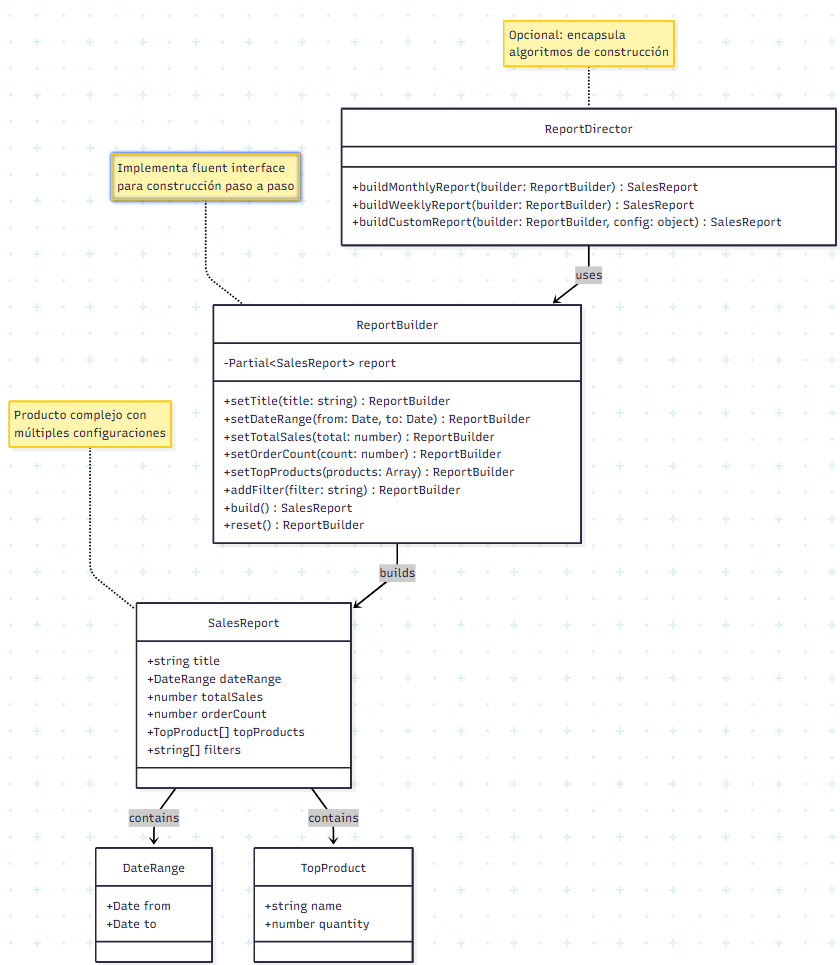 Opcional: encapsula
algoritmos de construcción
ReportDirector
+buildMonthlyReport(builder: ReportBuilder) : SalesReport
+buildWeeklyReport(builder: ReportBuilder) : SalesReport
+buildCustomReport(builder: ReportBuilder, config: object) : SalesReport
Implementa fluent interface
para construcción paso a paso
uses
ReportBuilder
-Partial<SalesReport> report
+setTitle(title: string) : ReportBuilder
+setDateRange(from: Date, to: Date) : ReportBuilder
+setTotalSales(total: number) : ReportBuilder
+setOrderCount(count: number) : ReportBuilder
+setTopProducts(products: Array) : ReportBuilder
+addFilter(filter: string) : ReportBuilder
+build() : SalesReport
+reset() : ReportBuilder
Producto complejo con
múltiples configuraciones
builds
SalesReport
+string title
+DateRange dateRange
+number totalSales
+number orderCount
+TopProduct[] topProducts
+string[] filters
contains
contains
DateRange
+Date from
+Date to
TopProduct
+string name
+number quantity